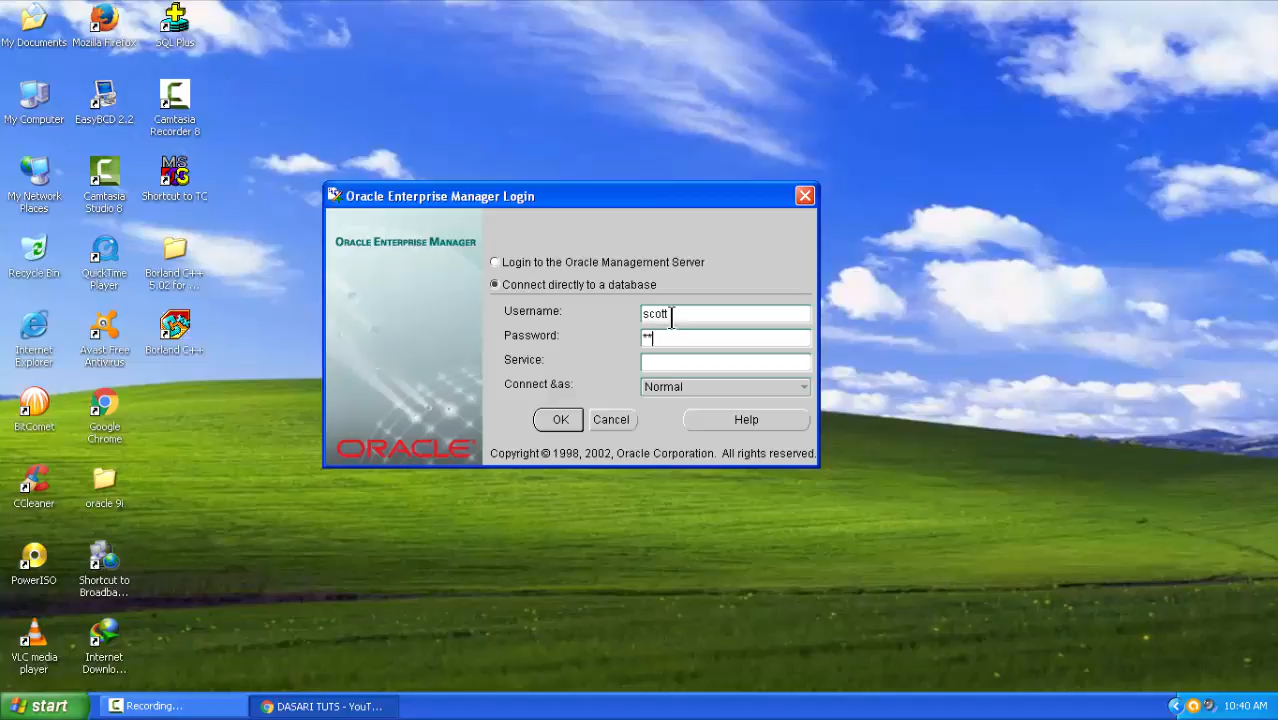 My Documents
Mozilla Firefox
SQL Plus
My Computer
EasyBCD 2.2
Camtasia
Recorder 8
My Network
Places
Camtasia
Studio 8
Shortcut to TC
Recycle Bin
QuickTime
Player
Borland C++
5.02 for ...
Internet
Explorer
Avast Free
Antivirus
Borland C++
BitComet
Google
Chrome
CCleaner
oracle 9i
PowerISO
Shortcut to
Broadba...
VLC media
player
Internet
Downlo...
Oracle Enterprise Manager Login
ORACLE ENTERPRISE MANAGER
Login to the Oracle Management Server
Connect directly to a database
Username:
scott
Password:
**
Service:
Connect &as:
Normal
OK
Cancel
Help
ORACLE
Copyright © 1998, 2002, Oracle Corporation. All rights reserved.
start
Recording...
DASARI TUTS - YouT...
10:40 AM